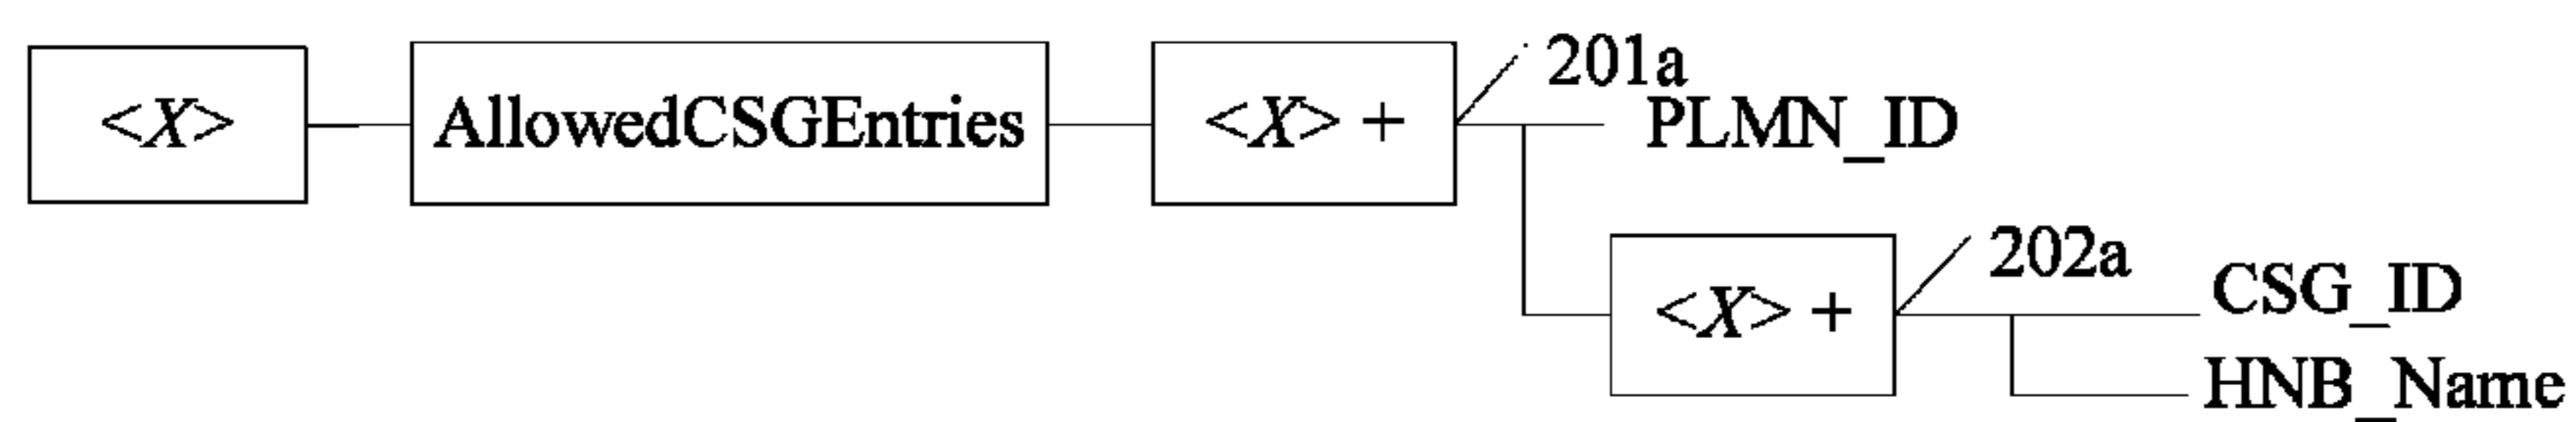 <X>
AllowedCSGEntries
<X> +
201a
PLMN_ID
<X> +
202a
CSG_ID
HNB_Name